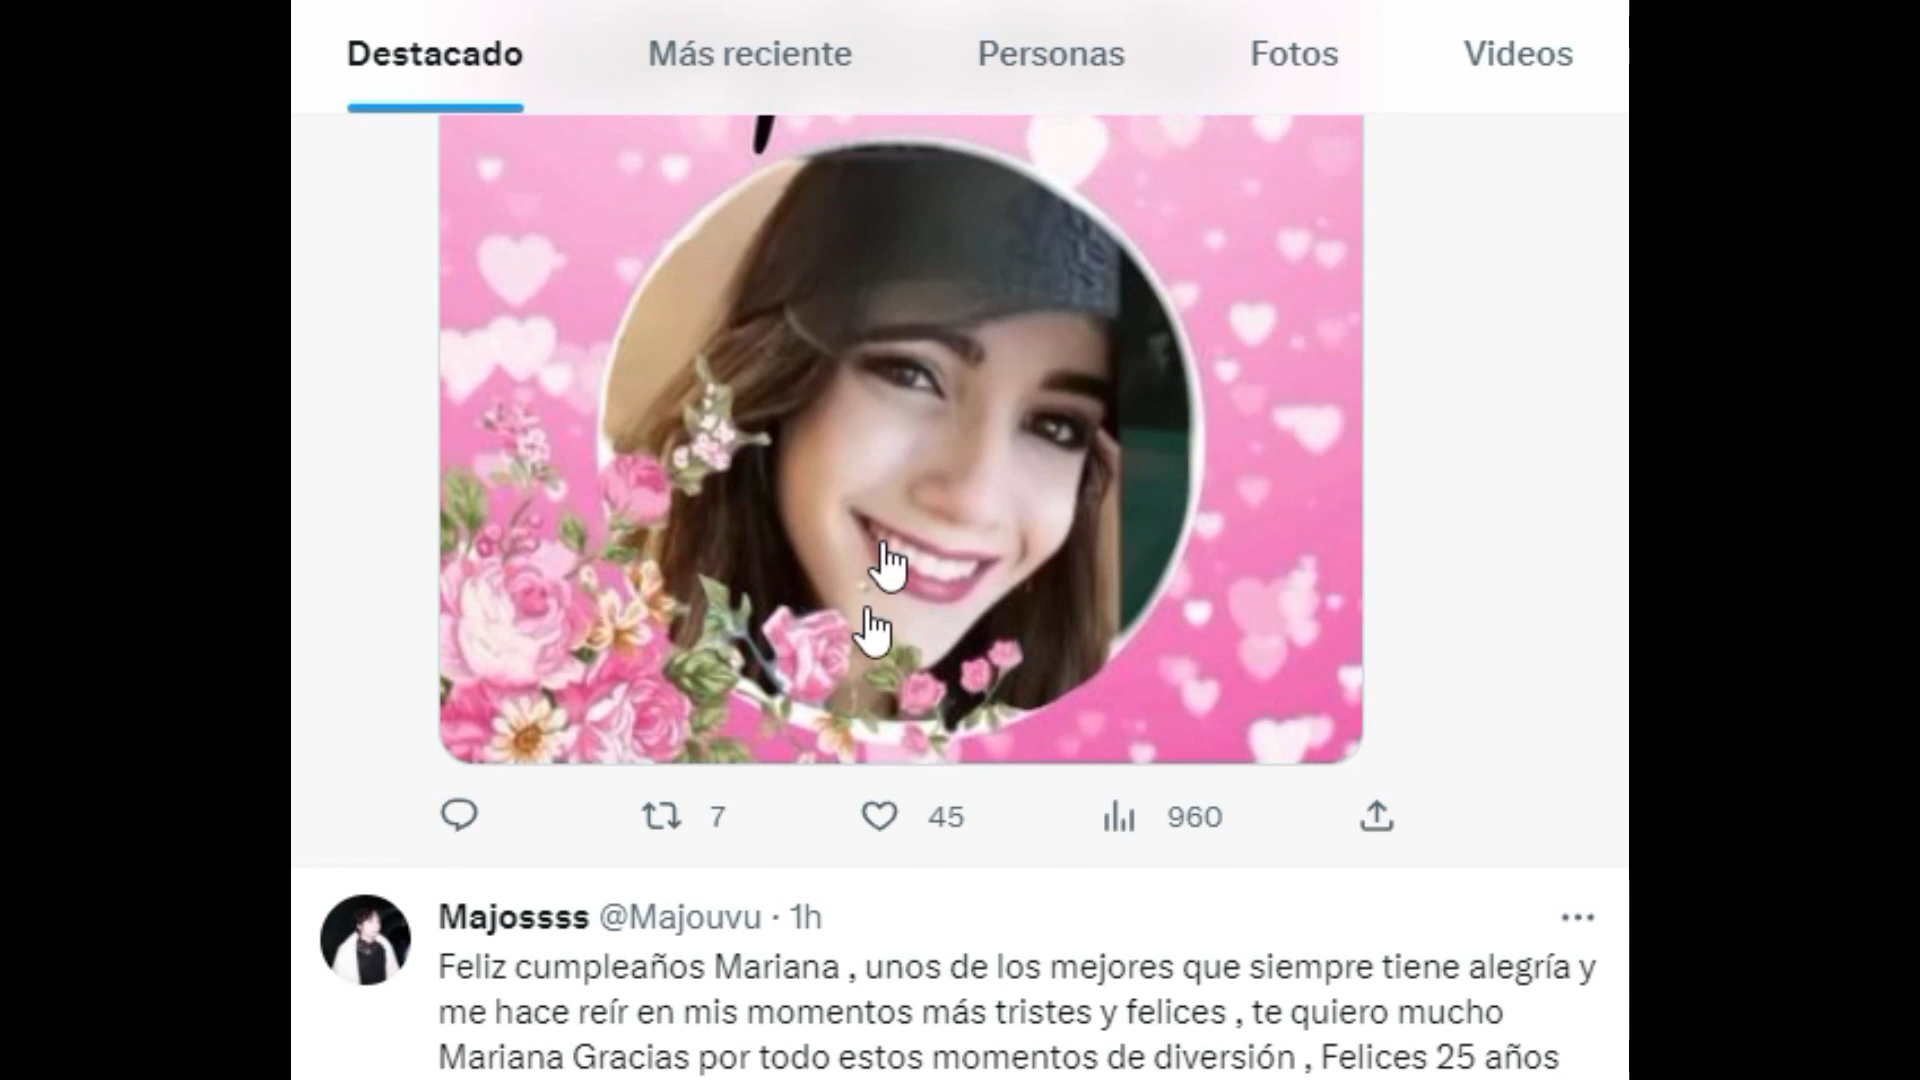 Destacado Más reciente Personas Fotos Videos
7 45 960
Majossss @Majouvu · 1h
Feliz cumpleaños Mariana , unos de los mejores que siempre tiene alegría y
me hace reír en mis momentos más tristes y felices , te quiero mucho
Mariana Gracias por todo estos momentos de diversión , Felices 25 años